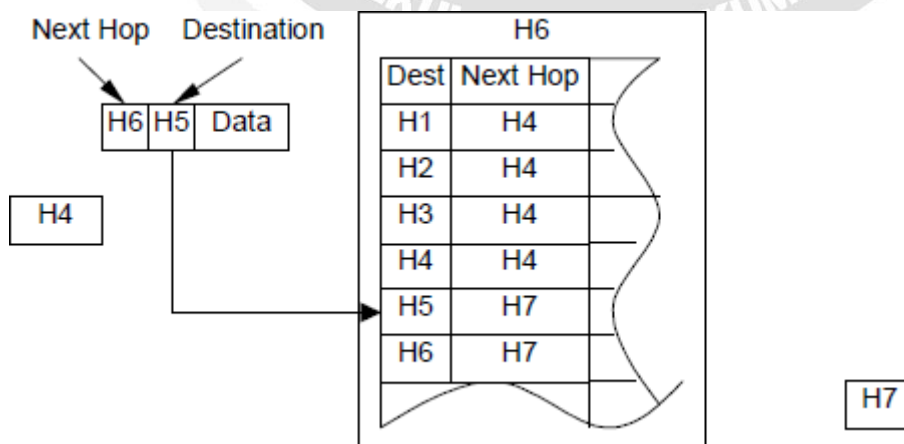 Next Hop Destination
H6 H5 Data
H4
H6
Dest Next Hop
H1 H4
H2 H4
H3 H4
H4 H4
H5 H7
H6 H7
H7